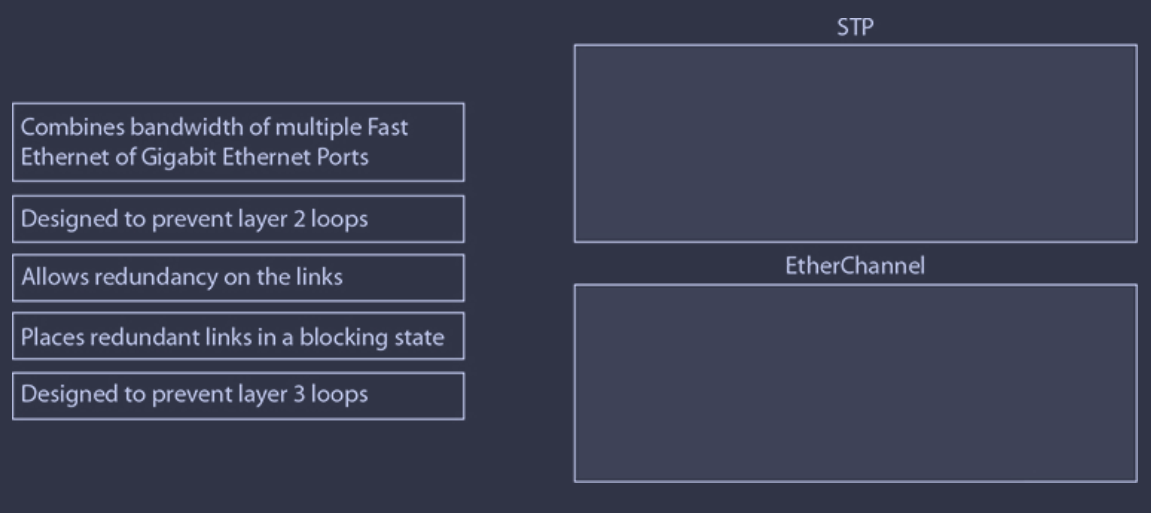 STP
Combines bandwidth of multiple Fast
Ethernet of Gigabit Ethernet Ports
Designed to prevent layer 2 loops
Allows redundancy on the links
Places redundant links in a blocking state
Designed to prevent layer 3 loops
EtherChannel